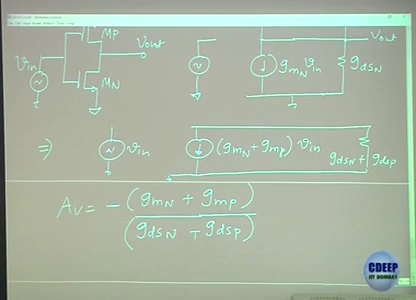 MP
Vout
Vin
MN
Vout
gmN vin
gdsN
⇒ vin
(gmN + gmp) vin
gdsN + gdsp
Av = - (gmN + gmp)
(gdsN + gdsp)
CDEEP
IIT BOMBAY